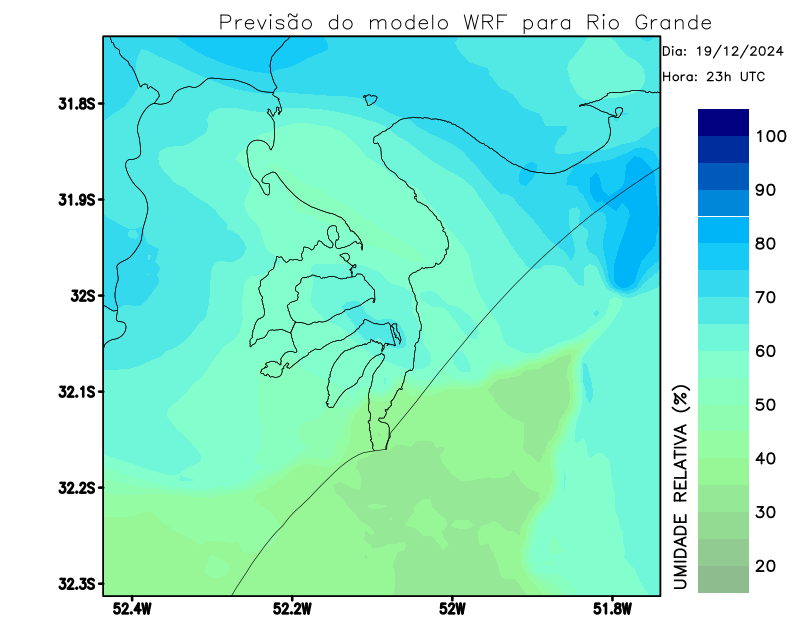 Previsão do modelo WRF para Rio Grande
Dia: 19/12/2024
Hora: 23h UTC
31.8S
31.9S
32S
32.1S
32.2S
32.3S
52.4W
52.2W
52W
51.8W
UMIDADE RELATIVA (%)
100
90
80
70
60
50
40
30
20